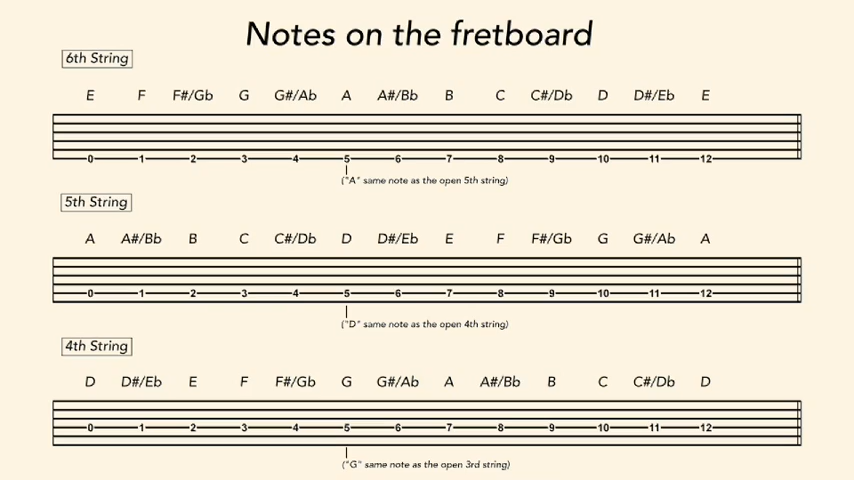 Notes on the fretboard
6th String
E F F#/Gb G G#/Ab A A#/Bb B C C#/Db D D#/Eb E
0 1 2 3 4 5 6 7 8 9 10 11 12
("A" same note as the open 5th string)
5th String
A A#/Bb B C C#/Db D D#/Eb E F F#/Gb G G#/Ab A
0 1 2 3 4 5 6 7 8 9 10 11 12
("D" same note as the open 4th string)
4th String
D D#/Eb E F F#/Gb G G#/Ab A A#/Bb B C C#/Db D
0 1 2 3 4 5 6 7 8 9 10 11 12
("G" same note as the open 3rd string)